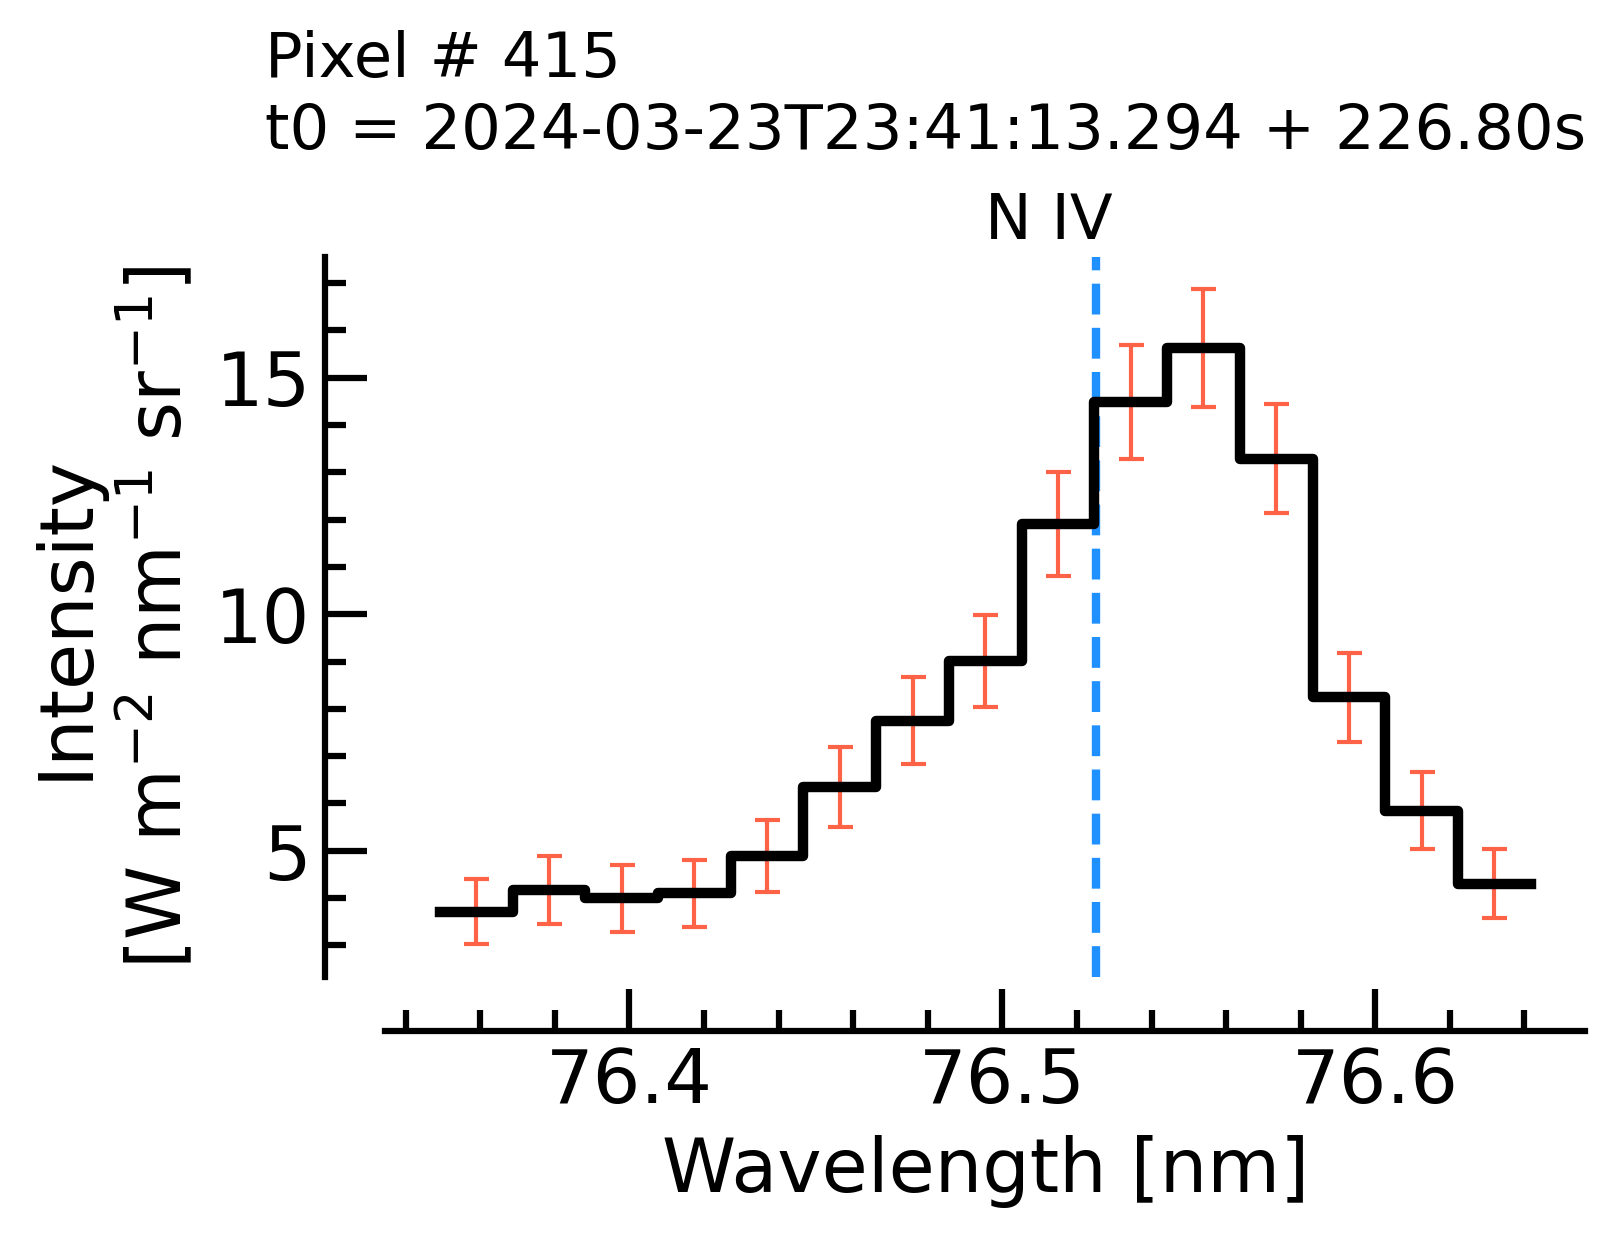 Pixel # 415
t0 = 2024-03-23T23:41:13.294 + 226.80s
N IV
Intensity
[W m⁻² nm⁻¹ sr⁻¹]
15
10
5
76.4 76.5 76.6
Wavelength [nm]